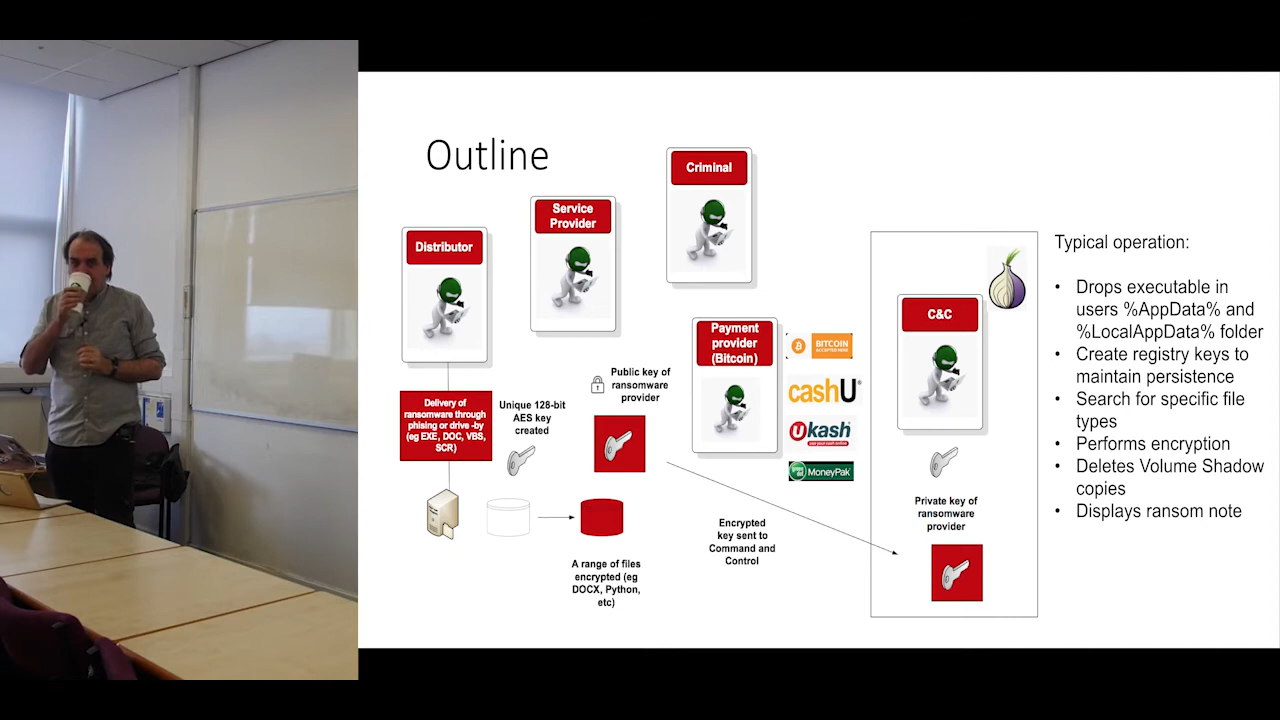 Outline
Criminal
Service
Provider
Distributor
Typical operation:
• Drops executable in
users %AppData% and
%LocalAppData% folder
• Create registry keys to
maintain persistence
• Search for specific file
types
• Performs encryption
• Deletes Volume Shadow
copies
• Displays ransom note
C&C
Payment
provider
(Bitcoin)
BITCOIN
ACCEPTED HERE
cashU®
Ukash
MoneyPak
Public key of
ransomware
provider
Delivery of
ransomware through
phising or drive -by
(eg EXE, DOC, VBS,
SCR)
Unique 128-bit
AES key
created
Private key of
ransomware
provider
Encrypted
key sent to
Command and
Control
A range of files
encrypted (eg
DOCX, Python,
etc)